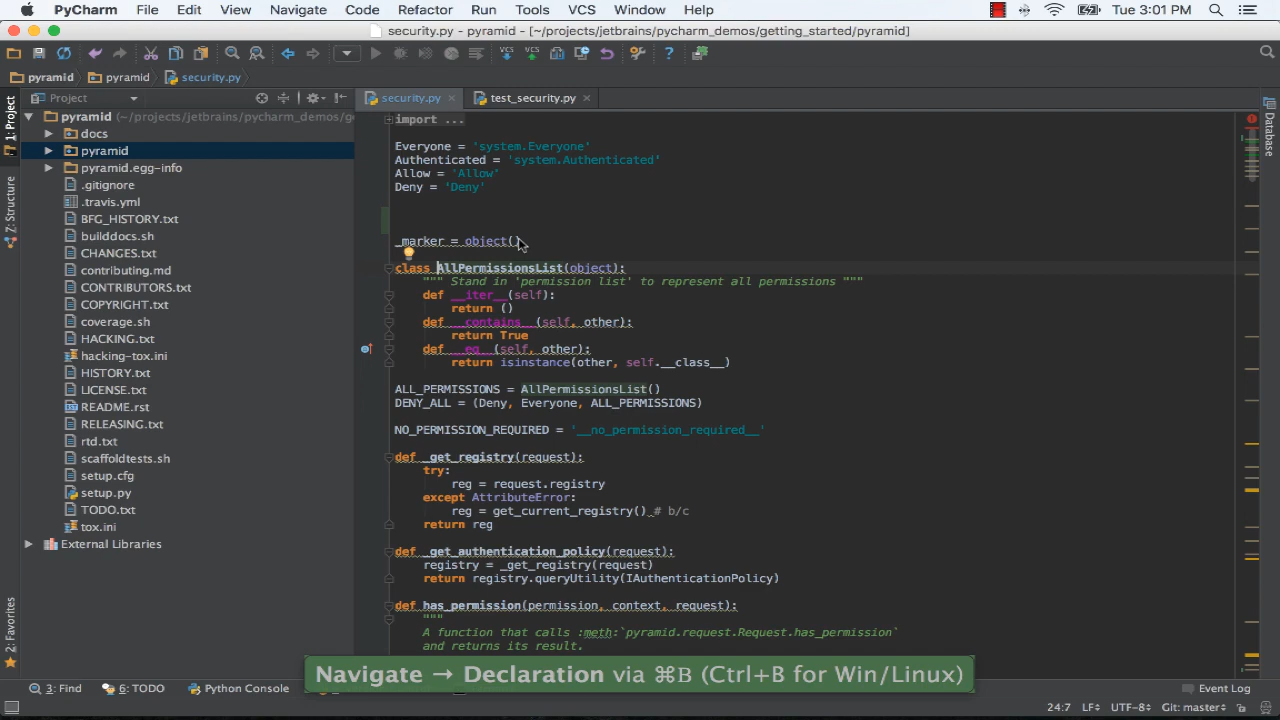 PyCharm File Edit View Navigate Code Refactor Run Tools VCS Window Help Tue 3:01 PM
security.py - pyramid - [~/projects/jetbrains/pycharm_demos/getting_started/pyramid]
VCS VCS ?
pyramid pyramid security.py
1: Project
Z: Structure
2: Favorites
Project
pyramid (~/projects/jetbrains/pycharm_demos/ge
docs
pyramid
pyramid.egg-info
.gitignore
.travis.yml
BFG_HISTORY.txt
builddocs.sh
CHANGES.txt
contributing.md
CONTRIBUTORS.txt
COPYRIGHT.txt
coverage.sh
HACKING.txt
hacking-tox.ini
HISTORY.txt
LICENSE.txt
README.rst
RELEASING.txt
rtd.txt
scaffoldtests.sh
setup.cfg
setup.py
TODO.txt
tox.ini
External Libraries
security.py test_security.py
import ...
Everyone = 'system.Everyone'
Authenticated = 'system.Authenticated'
Allow = 'Allow'
Deny = 'Deny'
_marker = object()
class AllPermissionsList(object):
""" Stand in 'permission list' to represent all permissions """
def __iter__(self):
return ()
def __contains__(self, other):
return True
def __eq__(self, other):
return isinstance(other, self.__class__)
ALL_PERMISSIONS = AllPermissionsList()
DENY_ALL = (Deny, Everyone, ALL_PERMISSIONS)
NO_PERMISSION_REQUIRED = '__no_permission_required__'
def _get_registry(request):
try:
reg = request.registry
except AttributeError:
reg = get_current_registry() # b/c
return reg
def _get_authentication_policy(request):
registry = _get_registry(request)
return registry.queryUtility(IAuthenticationPolicy)
def has_permission(permission, context, request):
"""
A function that calls :meth:`pyramid.request.Request.has_permission`
and returns its result.
Database
Navigate → Declaration via ⌘B (Ctrl+B for Win/Linux)
3: Find 6: TODO Python Console Event Log
24:7 LF÷ UTF-8÷ Git: master÷